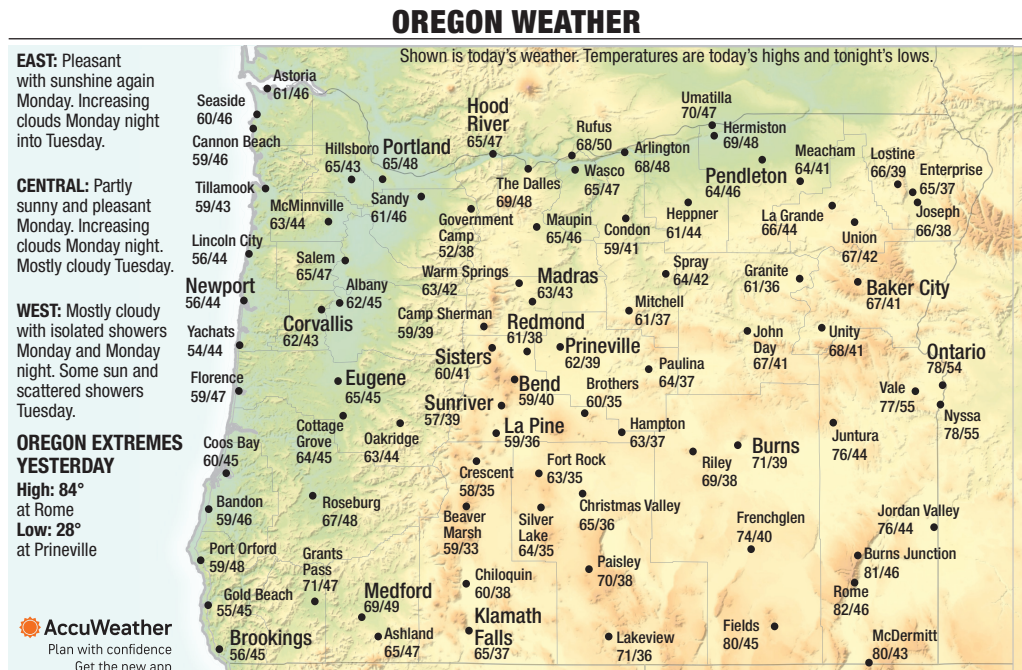 OREGON WEATHER
Shown is today's weather. Temperatures are today's highs and tonight's lows.
EAST: Pleasant
with sunshine again
Monday. Increasing
clouds Monday night
into Tuesday.
CENTRAL: Partly
sunny and pleasant
Monday. Increasing
clouds Monday night.
Mostly cloudy Tuesday.
WEST: Mostly cloudy
with isolated showers
Monday and Monday
night. Some sun and
scattered showers
Tuesday.
OREGON EXTREMES
YESTERDAY
High: 84°
at Rome
Low: 28°
at Prineville
AccuWeather
Plan with confidence
Get the new app
Astoria
61/46
Seaside
60/46
Cannon Beach
59/46
Hillsboro
65/43
Portland
65/48
Hood
River
65/47
Rufus
68/50
Umatilla
70/47
Hermiston
69/48
Arlington
68/48
Wasco
65/47
The Dalles
69/48
Pendleton
64/46
Meacham
64/41
Lostine
66/39
Enterprise
65/37
Joseph
66/38
Tillamook
59/43
McMinnville
63/44
Sandy
61/46
Government
Camp
52/38
Maupin
65/46
Condon
59/41
Heppner
61/44
La Grande
66/44
Union
67/42
Lincoln City
56/44
Salem
65/47
Newport
56/44
Albany
62/45
Corvallis
62/43
Warm Springs
63/42
Madras
63/43
Spray
64/42
Granite
61/36
Baker City
67/41
Mitchell
61/37
Camp Sherman
59/39
Redmond
61/38
Yachats
54/44
Sisters
60/41
Prineville
62/39
John
Day
67/41
Unity
68/41
Ontario
78/54
Paulina
64/37
Florence
59/47
Eugene
65/45
Bend
59/40
Brothers
60/35
Vale
77/55
Nyssa
78/55
Sunriver
57/39
Cottage
Grove
64/45
Oakridge
63/44
La Pine
59/36
Hampton
63/37
Juntura
76/44
Burns
71/39
Riley
69/38
Coos Bay
60/45
Crescent
58/35
Fort Rock
63/35
Bandon
59/46
Roseburg
67/48
Beaver
Marsh
59/33
Silver
Lake
64/35
Christmas Valley
65/36
Frenchglen
74/40
Jordan Valley
76/44
Port Orford
59/48
Grants
Pass
71/47
Paisley
70/38
Burns Junction
81/46
Rome
82/46
Gold Beach
55/45
Medford
69/49
Chiloquin
60/38
Klamath
Falls
65/37
Brookings
56/45
Ashland
65/47
Lakeview
71/36
Fields
80/45
McDermitt
80/43